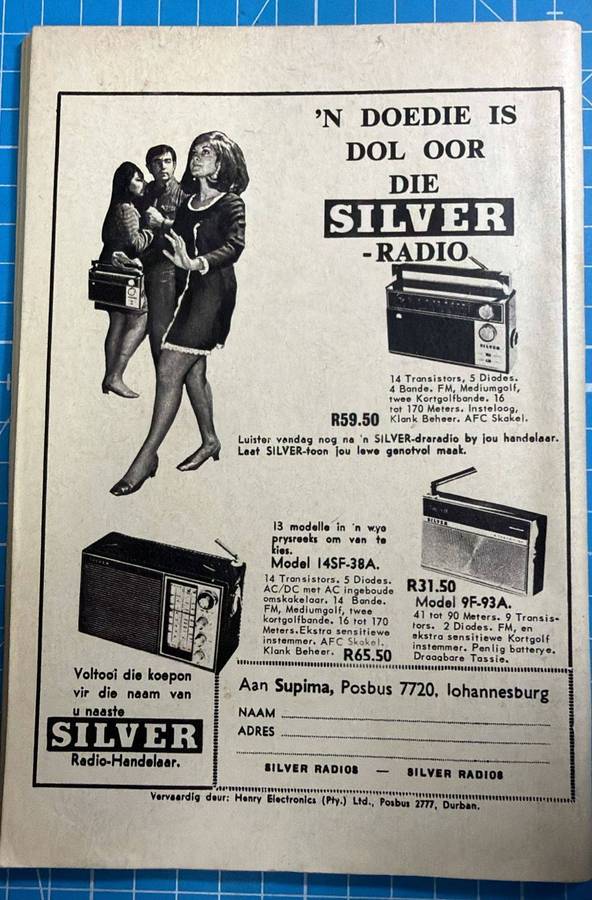 'N DOEDIE IS
DOL OOR
DIE
SILVER
-RADIO
SILVER
14 Transistors, 5 Diodes.
4 Bande. FM, Mediumgolf,
twee Kortgolfbande. 16
tot 170 Meters. Insteloog,
Klank Beheer. AFC Skakel.
R59.50
Luister vandag nog na 'n SILVER-draradio by jou handelaar.
Laat SILVER-toon jou lewe genotvol maak.
SILVER
13 modelle in 'n wye
prysreeks om van te
kies.
Model 14SF-38A.
14 Transistors. 5 Diodes.
AC/DC met AC ingeboude
omskakelaar. 14 Bande.
FM, Mediumgolf, twee
kortgolfbande. 16 tot 170
Meters. Ekstra sensitiewe
instemmer. AFC Skakel.
Klank Beheer. R65.50
R31.50
Model 9F-93A.
41 tot 90 Meters. 9 Transis-
tors. 2 Diodes. FM, en
ekstra sensitiewe Kortgolf
instemmer. Penlig batterye.
Draagbare Tassie.
Voltooi die koepon
vir die naam van
u naaste
SILVER
Radio-Handelaar.
Aan Supima, Posbus 7720, Iohannesburg
NAAM
ADRES
SILVER RADIOS — SILVER RADIOS
Vervaardig deur: Henry Electronics (Pty.) Ltd., Posbus 2777, Durban.